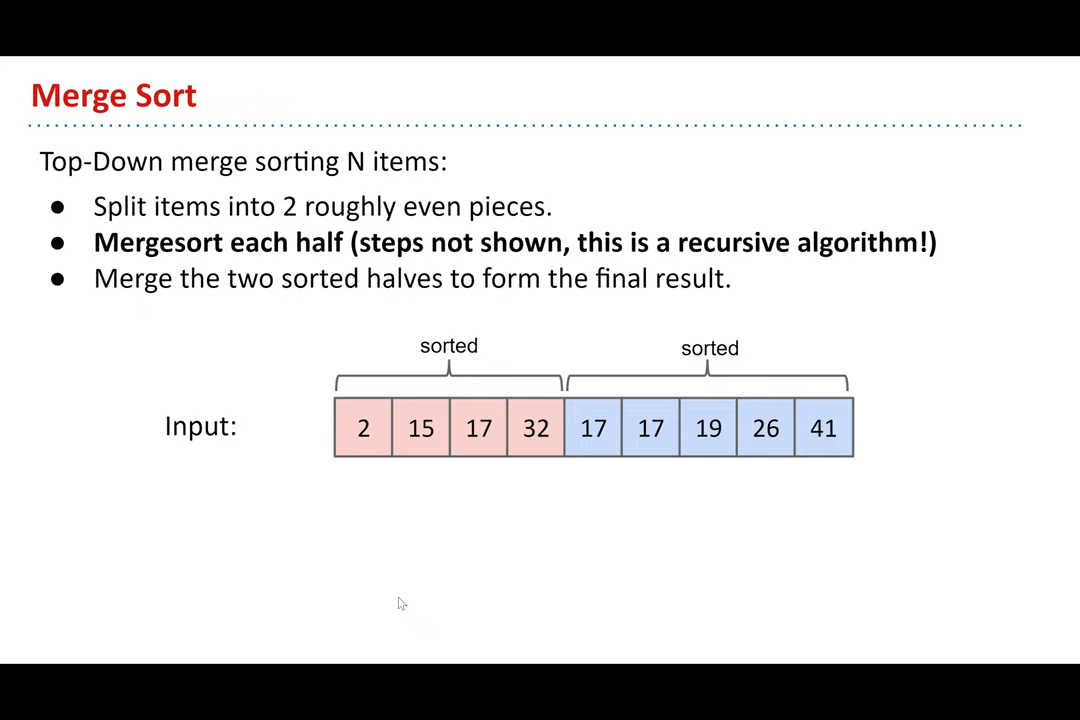 Merge Sort
Top-Down merge sorting N items:
● Split items into 2 roughly even pieces.
● Mergesort each half (steps not shown, this is a recursive algorithm!)
● Merge the two sorted halves to form the final result.
sorted sorted
Input: 2 15 17 32 17 17 19 26 41